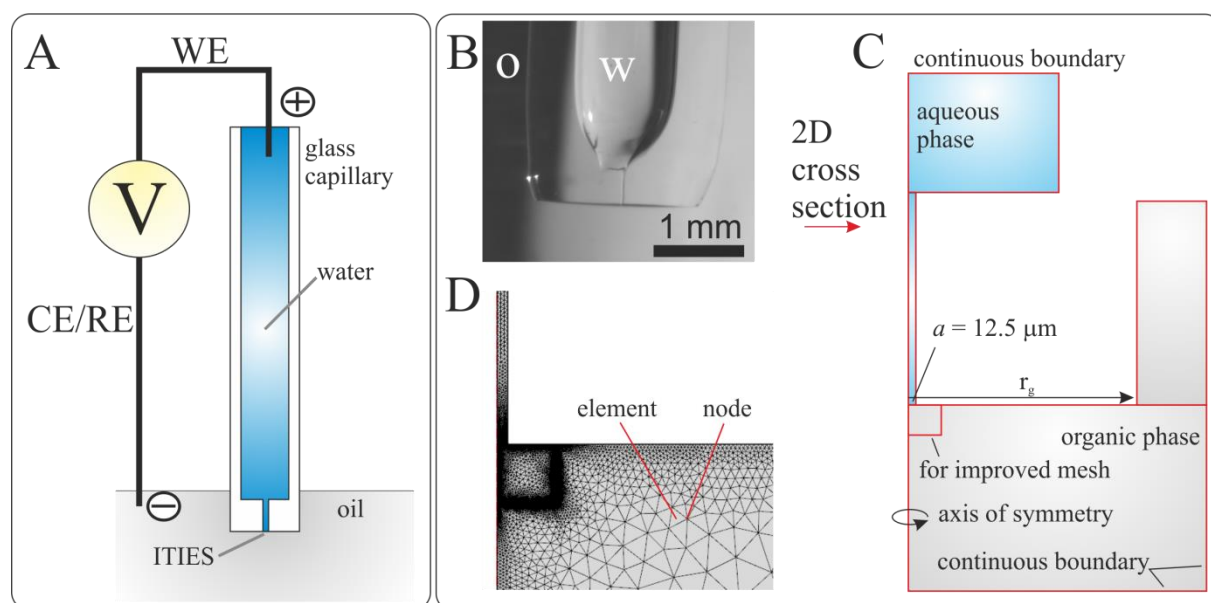 A
WE
⊕
glass
capillary
V
water
CE/RE
⊖
oil
ITIES
B
o
w
1 mm
2D
cross
section
C
continuous boundary
aqueous
phase
a = 12.5 μm
r_g
organic phase
for improved mesh
axis of symmetry
continuous boundary
D
element
node